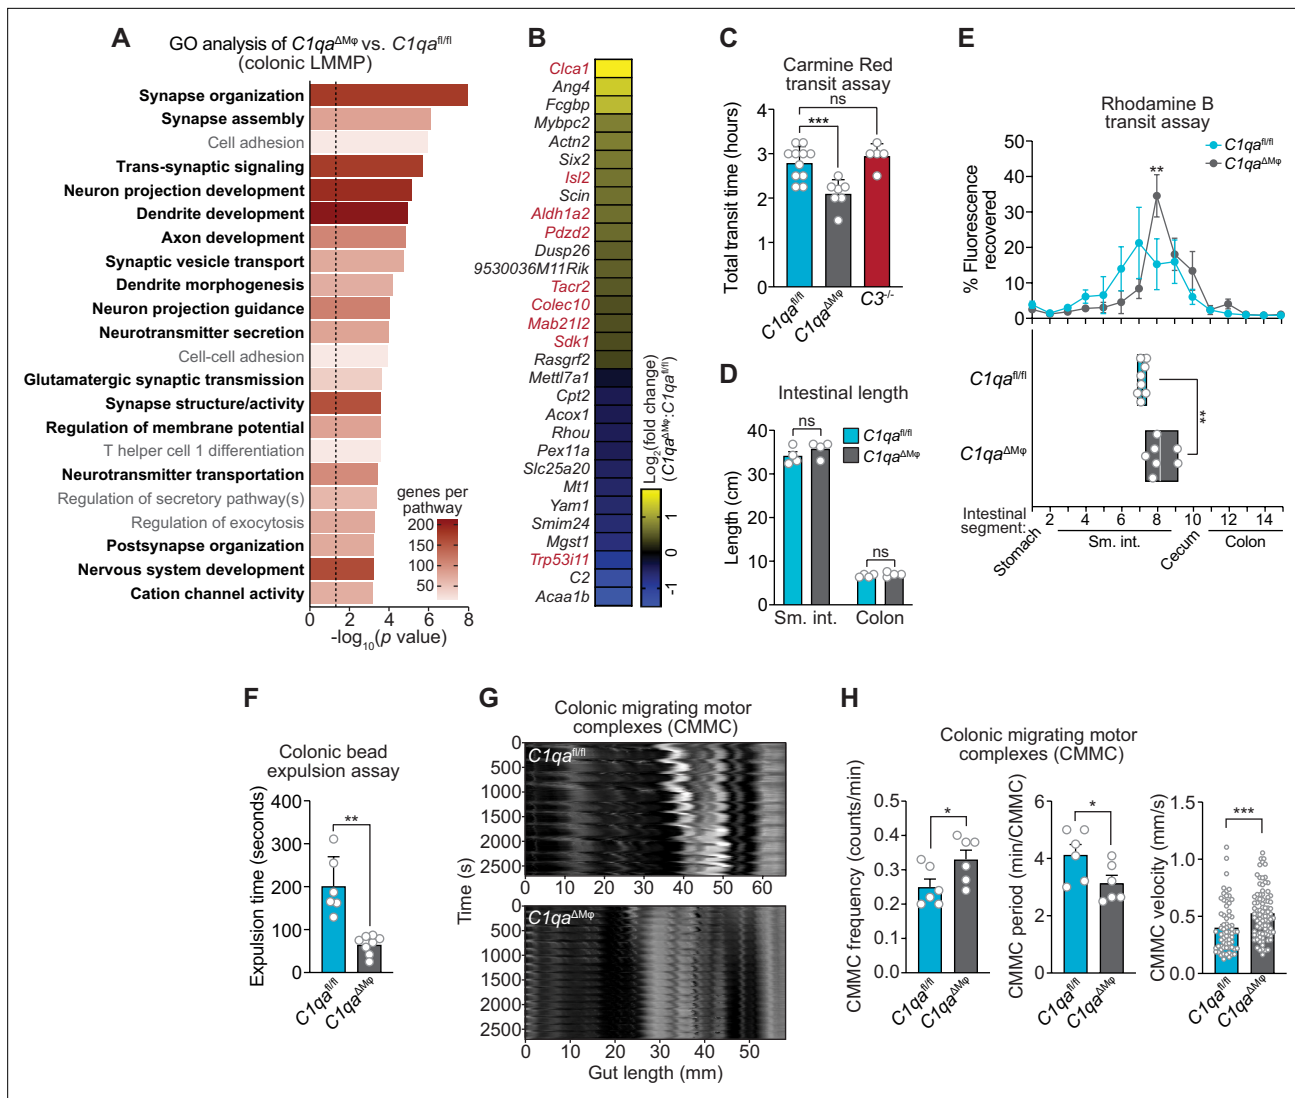 A
GO analysis of C1qaΔMφ vs. C1qafl/fl
(colonic LMMP)
Synapse organization
Synapse assembly
Cell adhesion
Trans-synaptic signaling
Neuron projection development
Dendrite development
Axon development
Synaptic vesicle transport
Dendrite morphogenesis
Neuron projection guidance
Neurotransmitter secretion
Cell-cell adhesion
Glutamatergic synaptic transmission
Synapse structure/activity
Regulation of membrane potential
T helper cell 1 differentiation
Neurotransmitter transportation
Regulation of secretory pathway(s)
Regulation of exocytosis
Postsynapse organization
Nervous system development
Cation channel activity
genes per
pathway
200
150
100
50
0 2 4 6 8
-log10(p value)
B
Clca1
Ang4
Fcgbp
Mybpc2
Actn2
Six2
Isl2
Scin
Aldh1a2
Pdzd2
Dusp26
9530036M11Rik
Tacr2
Colec10
Mab21l2
Sdk1
Rasgrf2
Mettl7a1
Cpt2
Acox1
Rhou
Pex11a
Slc25a20
Mt1
Yam1
Smim24
Mgst1
Trp53i11
C2
Acaa1b
Log2(fold change)
(C1qaΔMφ:C1qafl/fl)
1
0
-1
C
Carmine Red
transit assay
Total transit time (hours)
4
3
2
1
0
ns
***
C1qafl/fl
C1qaΔMφ
C3-/-
D
Intestinal length
Length (cm)
40
30
20
10
0
ns
ns
C1qafl/fl
C1qaΔMφ
Sm. int. Colon
E
Rhodamine B
transit assay
C1qafl/fl
C1qaΔMφ
% Fluorescence
recovered
50
40
30
20
10
0
**
C1qafl/fl
C1qaΔMφ
**
Intestinal
segment:
2 4 6 8 10 12 14
Stomach
Sm. int.
Cecum
Colon
F
Colonic bead
expulsion assay
Expulsion time (seconds)
400
300
200
100
0
**
C1qafl/fl
C1qaΔMφ
G
Colonic migrating motor
complexes (CMMC)
Time (s)
C1qafl/fl
0
500
1000
1500
2000
2500
0 10 20 30 40 50 60
C1qaΔMφ
0
500
1000
1500
2000
2500
0 10 20 30 40 50
Gut length (mm)
H
Colonic migrating motor
complexes (CMMC)
CMMC frequency (counts/min)
0.5
0.4
0.3
0.2
0.1
0.0
*
C1qafl/fl
C1qaΔMφ
CMMC period (min/CMMC)
6
4
2
0
*
C1qafl/fl
C1qaΔMφ
CMMC velocity (mm/s)
1.5
1.0
0.5
0.0
***
C1qafl/fl
C1qaΔMφ